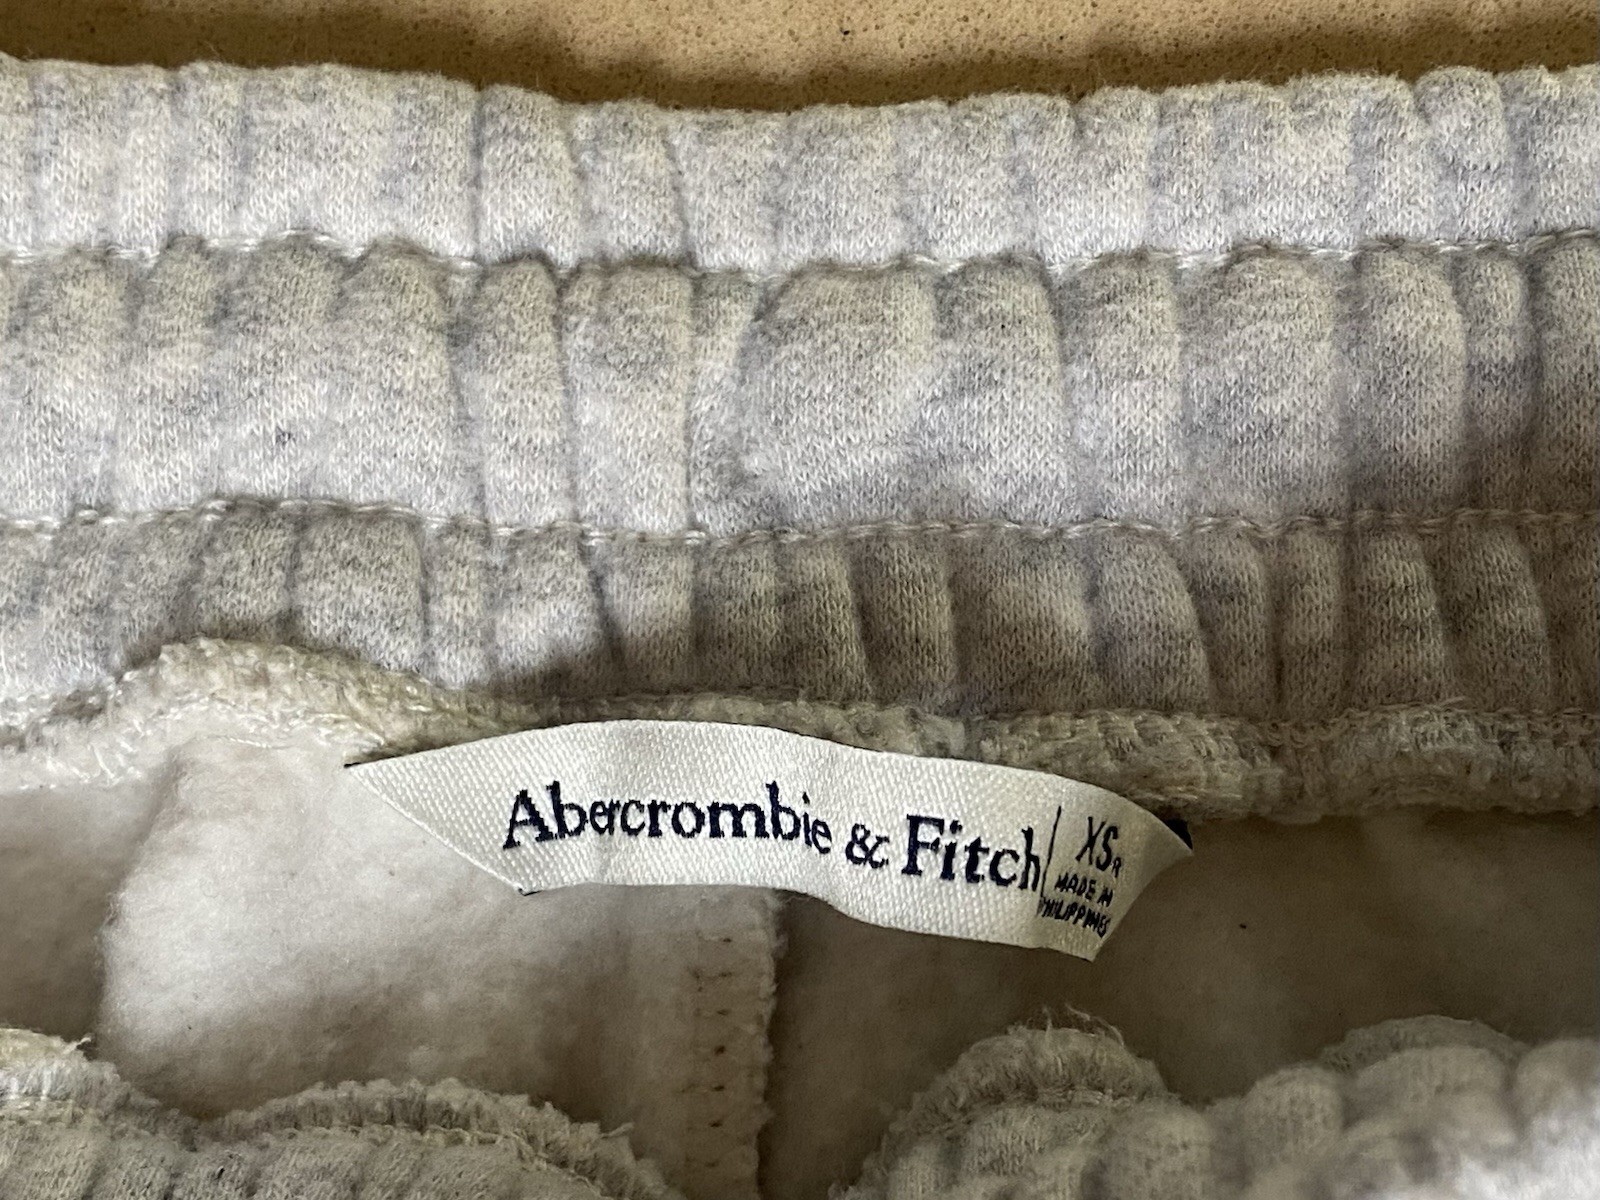 Abercrombie & Fitch
XS R
MADE IN
PHILIPPINES